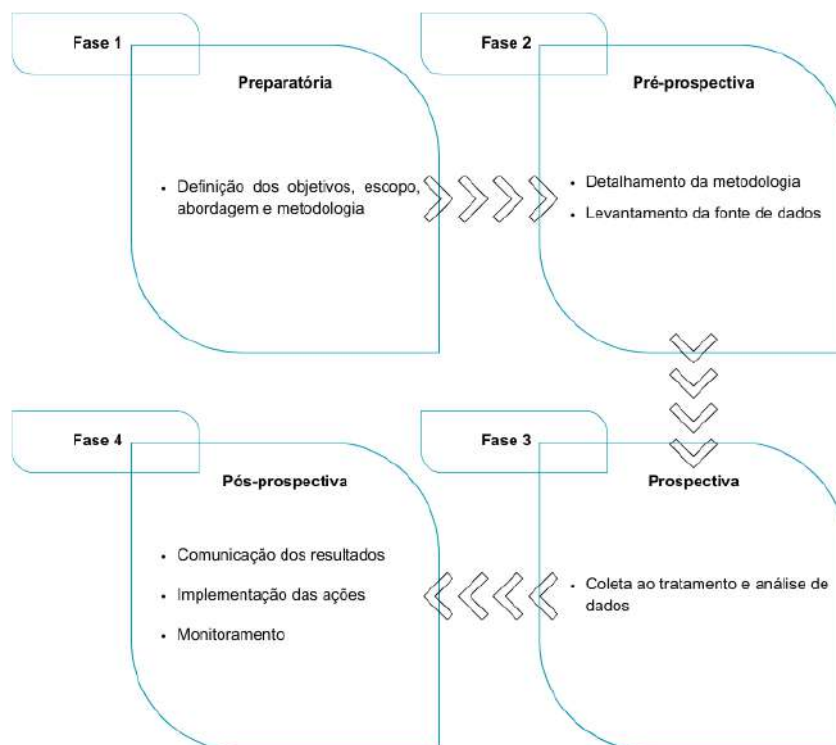 Fase 1
Preparatória
• Definição dos objetivos, escopo,
abordagem e metodologia
Fase 2
Pré-prospectiva
• Detalhamento da metodologia
• Levantamento da fonte de dados
Fase 3
Prospectiva
• Coleta ao tratamento e análise de
dados
Fase 4
Pós-prospectiva
• Comunicação dos resultados
• Implementação das ações
• Monitoramento